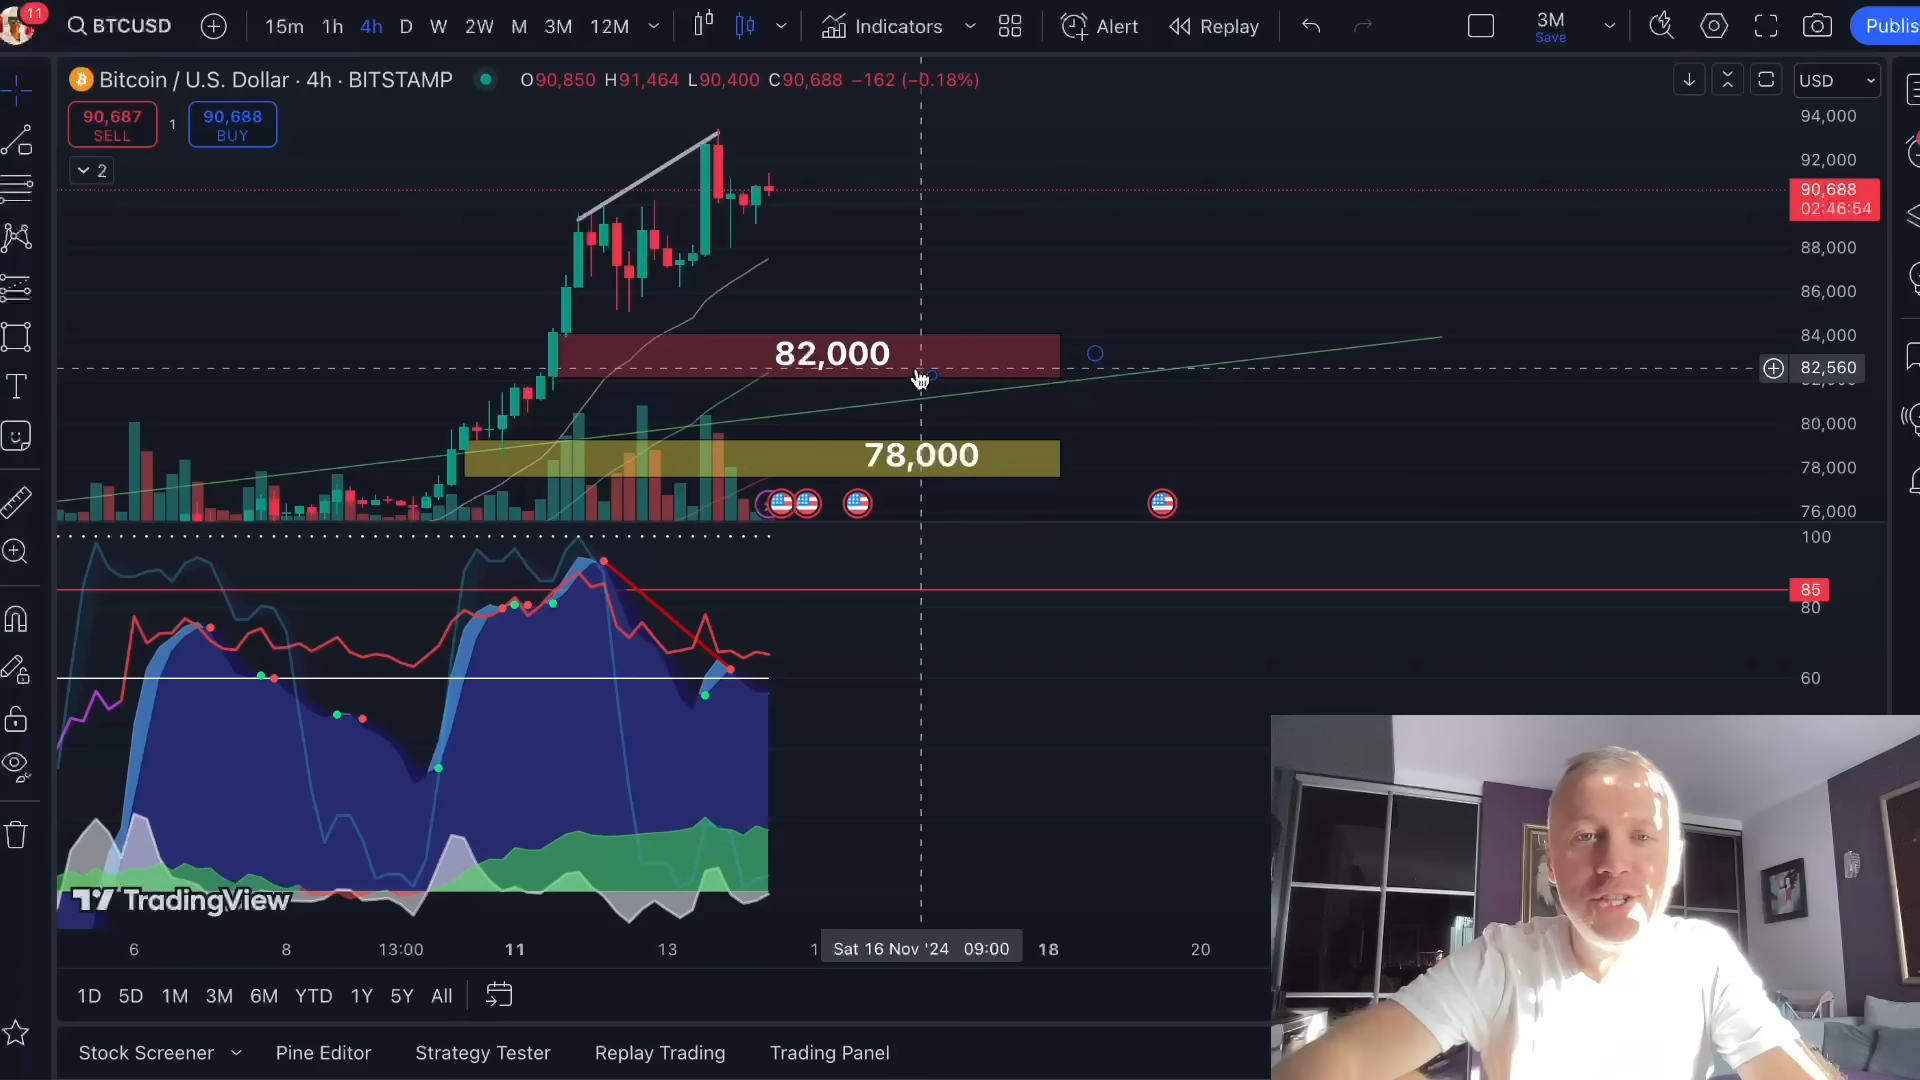 11
BTCUSD
15m 1h 4h D W 2W M 3M 12M
Indicators
Alert
Replay
3M
Save
Publis
Bitcoin / U.S. Dollar · 4h · BITSTAMP
O90,850 H91,464 L90,400 C90,688 −162 (−0.18%)
USD
90,687
SELL
1
90,688
BUY
2
94,000
92,000
90,688
02:46:54
88,000
86,000
84,000
82,560
80,000
78,000
76,000
82,000
78,000
100
85
80
60
TradingView
6 8 13:00 11 13 1 Sat 16 Nov '24 09:00 18 20
1D 5D 1M 3M 6M YTD 1Y 5Y All
Stock Screener Pine Editor Strategy Tester Replay Trading Trading Panel